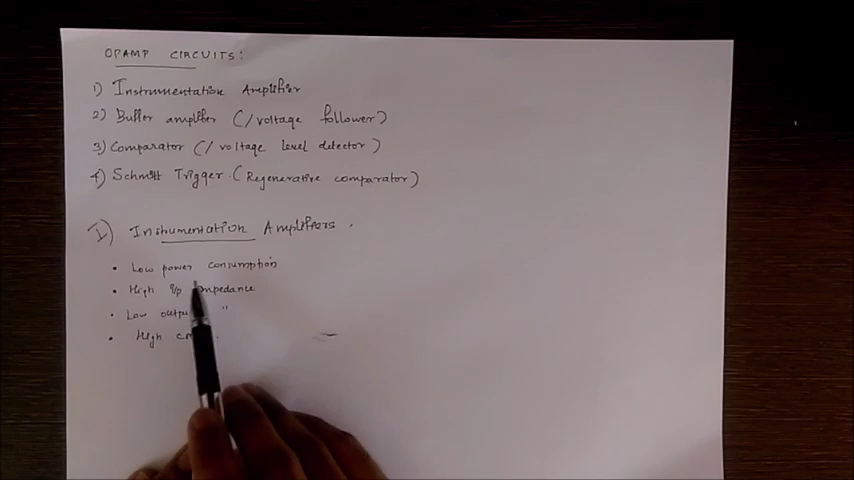 OPAMP CIRCUITS:
1) Instrumentation Amplifier
2) Buffer amplifier (/voltage follower)
3) Comparator (/ voltage level detector)
4) Schmitt Trigger. (Regenerative comparator)
I) Instrumentation Amplifiers.
• Low power consumption
• High i/p impedance
• Low output "
• High